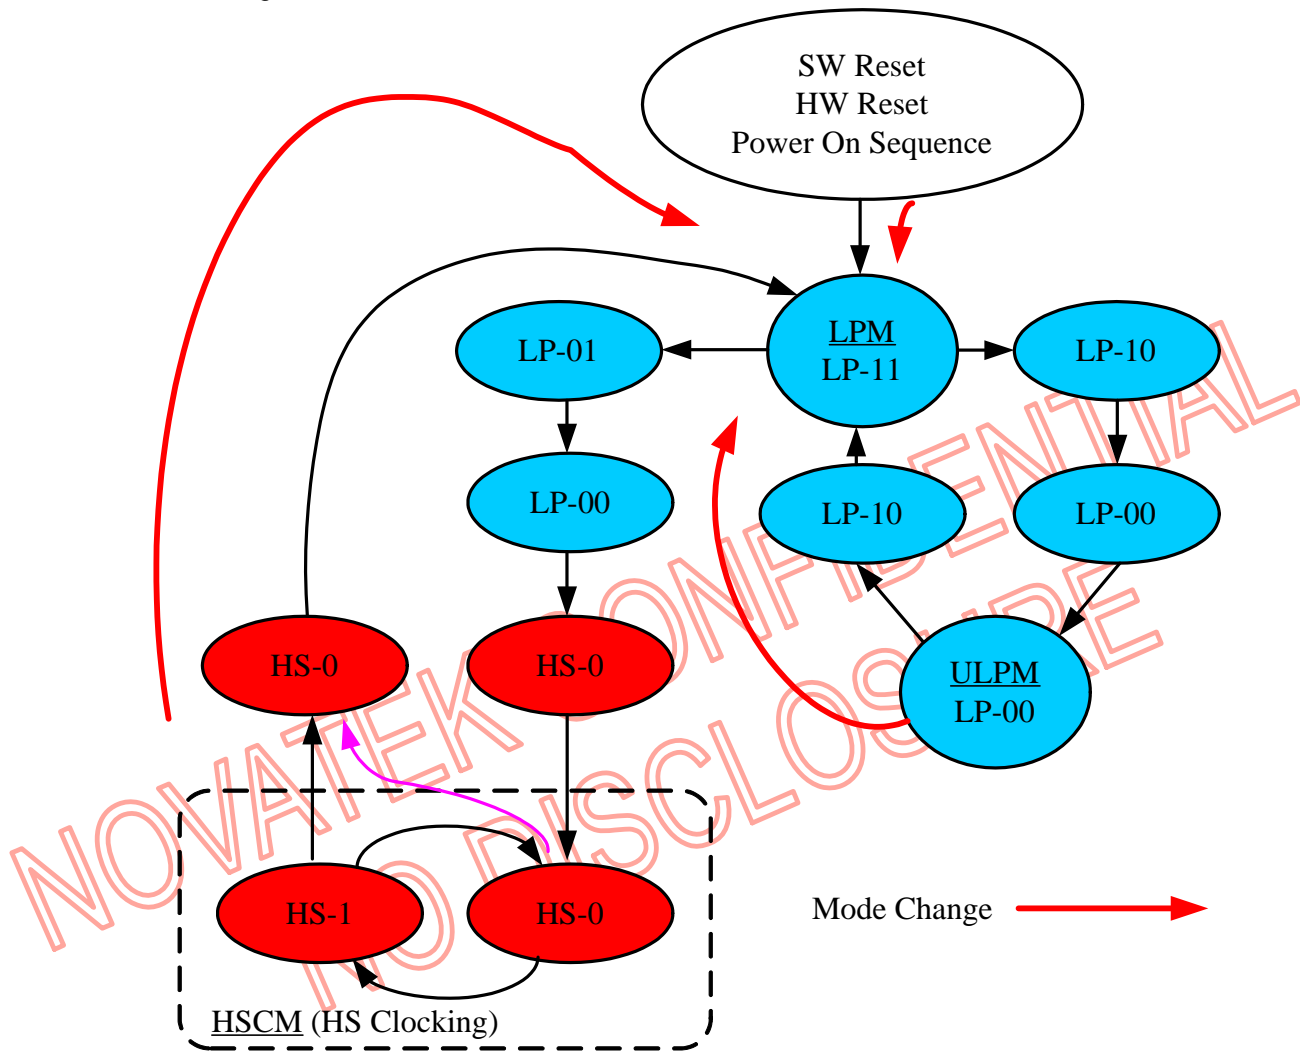 SW Reset
HW Reset
Power On Sequence
LPM
LP-11
LP-01
LP-10
LP-00
LP-10
LP-00
HS-0
HS-0
ULPM
LP-00
HS-1
HS-0
Mode Change
HSCM (HS Clocking)
NOVATEK CONFIDENTIAL
NO DISCLOSURE